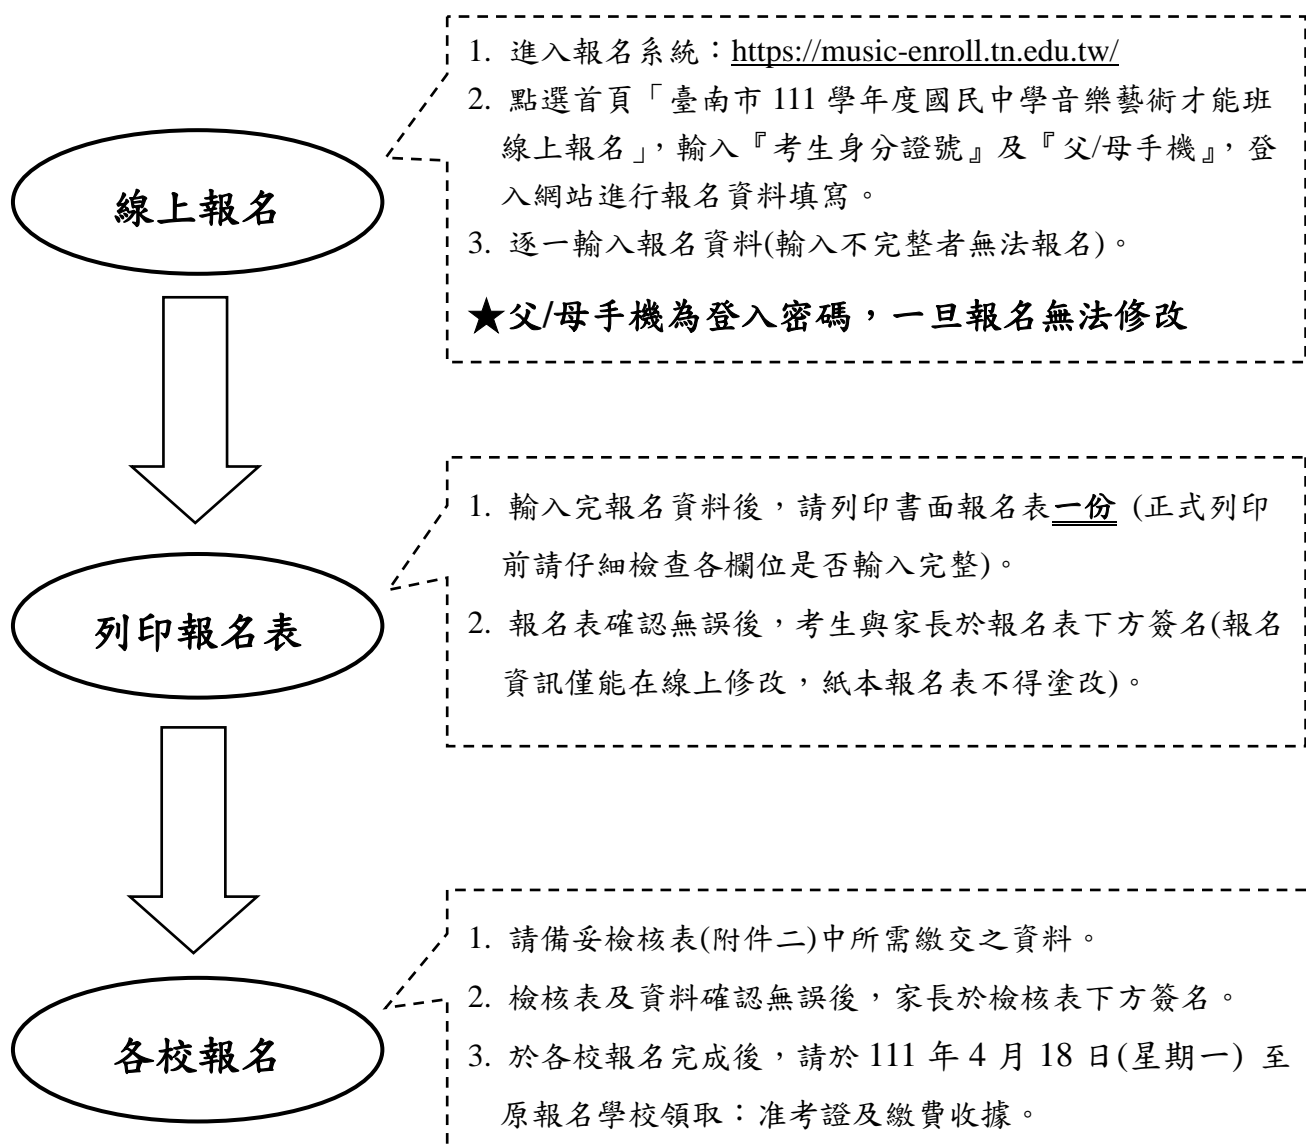 1. 進入報名系統：https://music-enroll.tn.edu.tw/
2. 點選首頁「臺南市 111 學年度國民中學音樂藝術才能班
線上報名」，輸入『考生身分證號』及『父/母手機』，登
入網站進行報名資料填寫。
3. 逐一輸入報名資料(輸入不完整者無法報名)。
★父/母手機為登入密碼，一旦報名無法修改
線上報名
1. 輸入完報名資料後，請列印書面報名表一份 (正式列印
前請仔細檢查各欄位是否輸入完整)。
2. 報名表確認無誤後，考生與家長於報名表下方簽名(報名
資訊僅能在線上修改，紙本報名表不得塗改)。
列印報名表
1. 請備妥檢核表(附件二)中所需繳交之資料。
2. 檢核表及資料確認無誤後，家長於檢核表下方簽名。
3. 於各校報名完成後，請於 111 年 4 月 18 日(星期一) 至
原報名學校領取：准考證及繳費收據。
各校報名